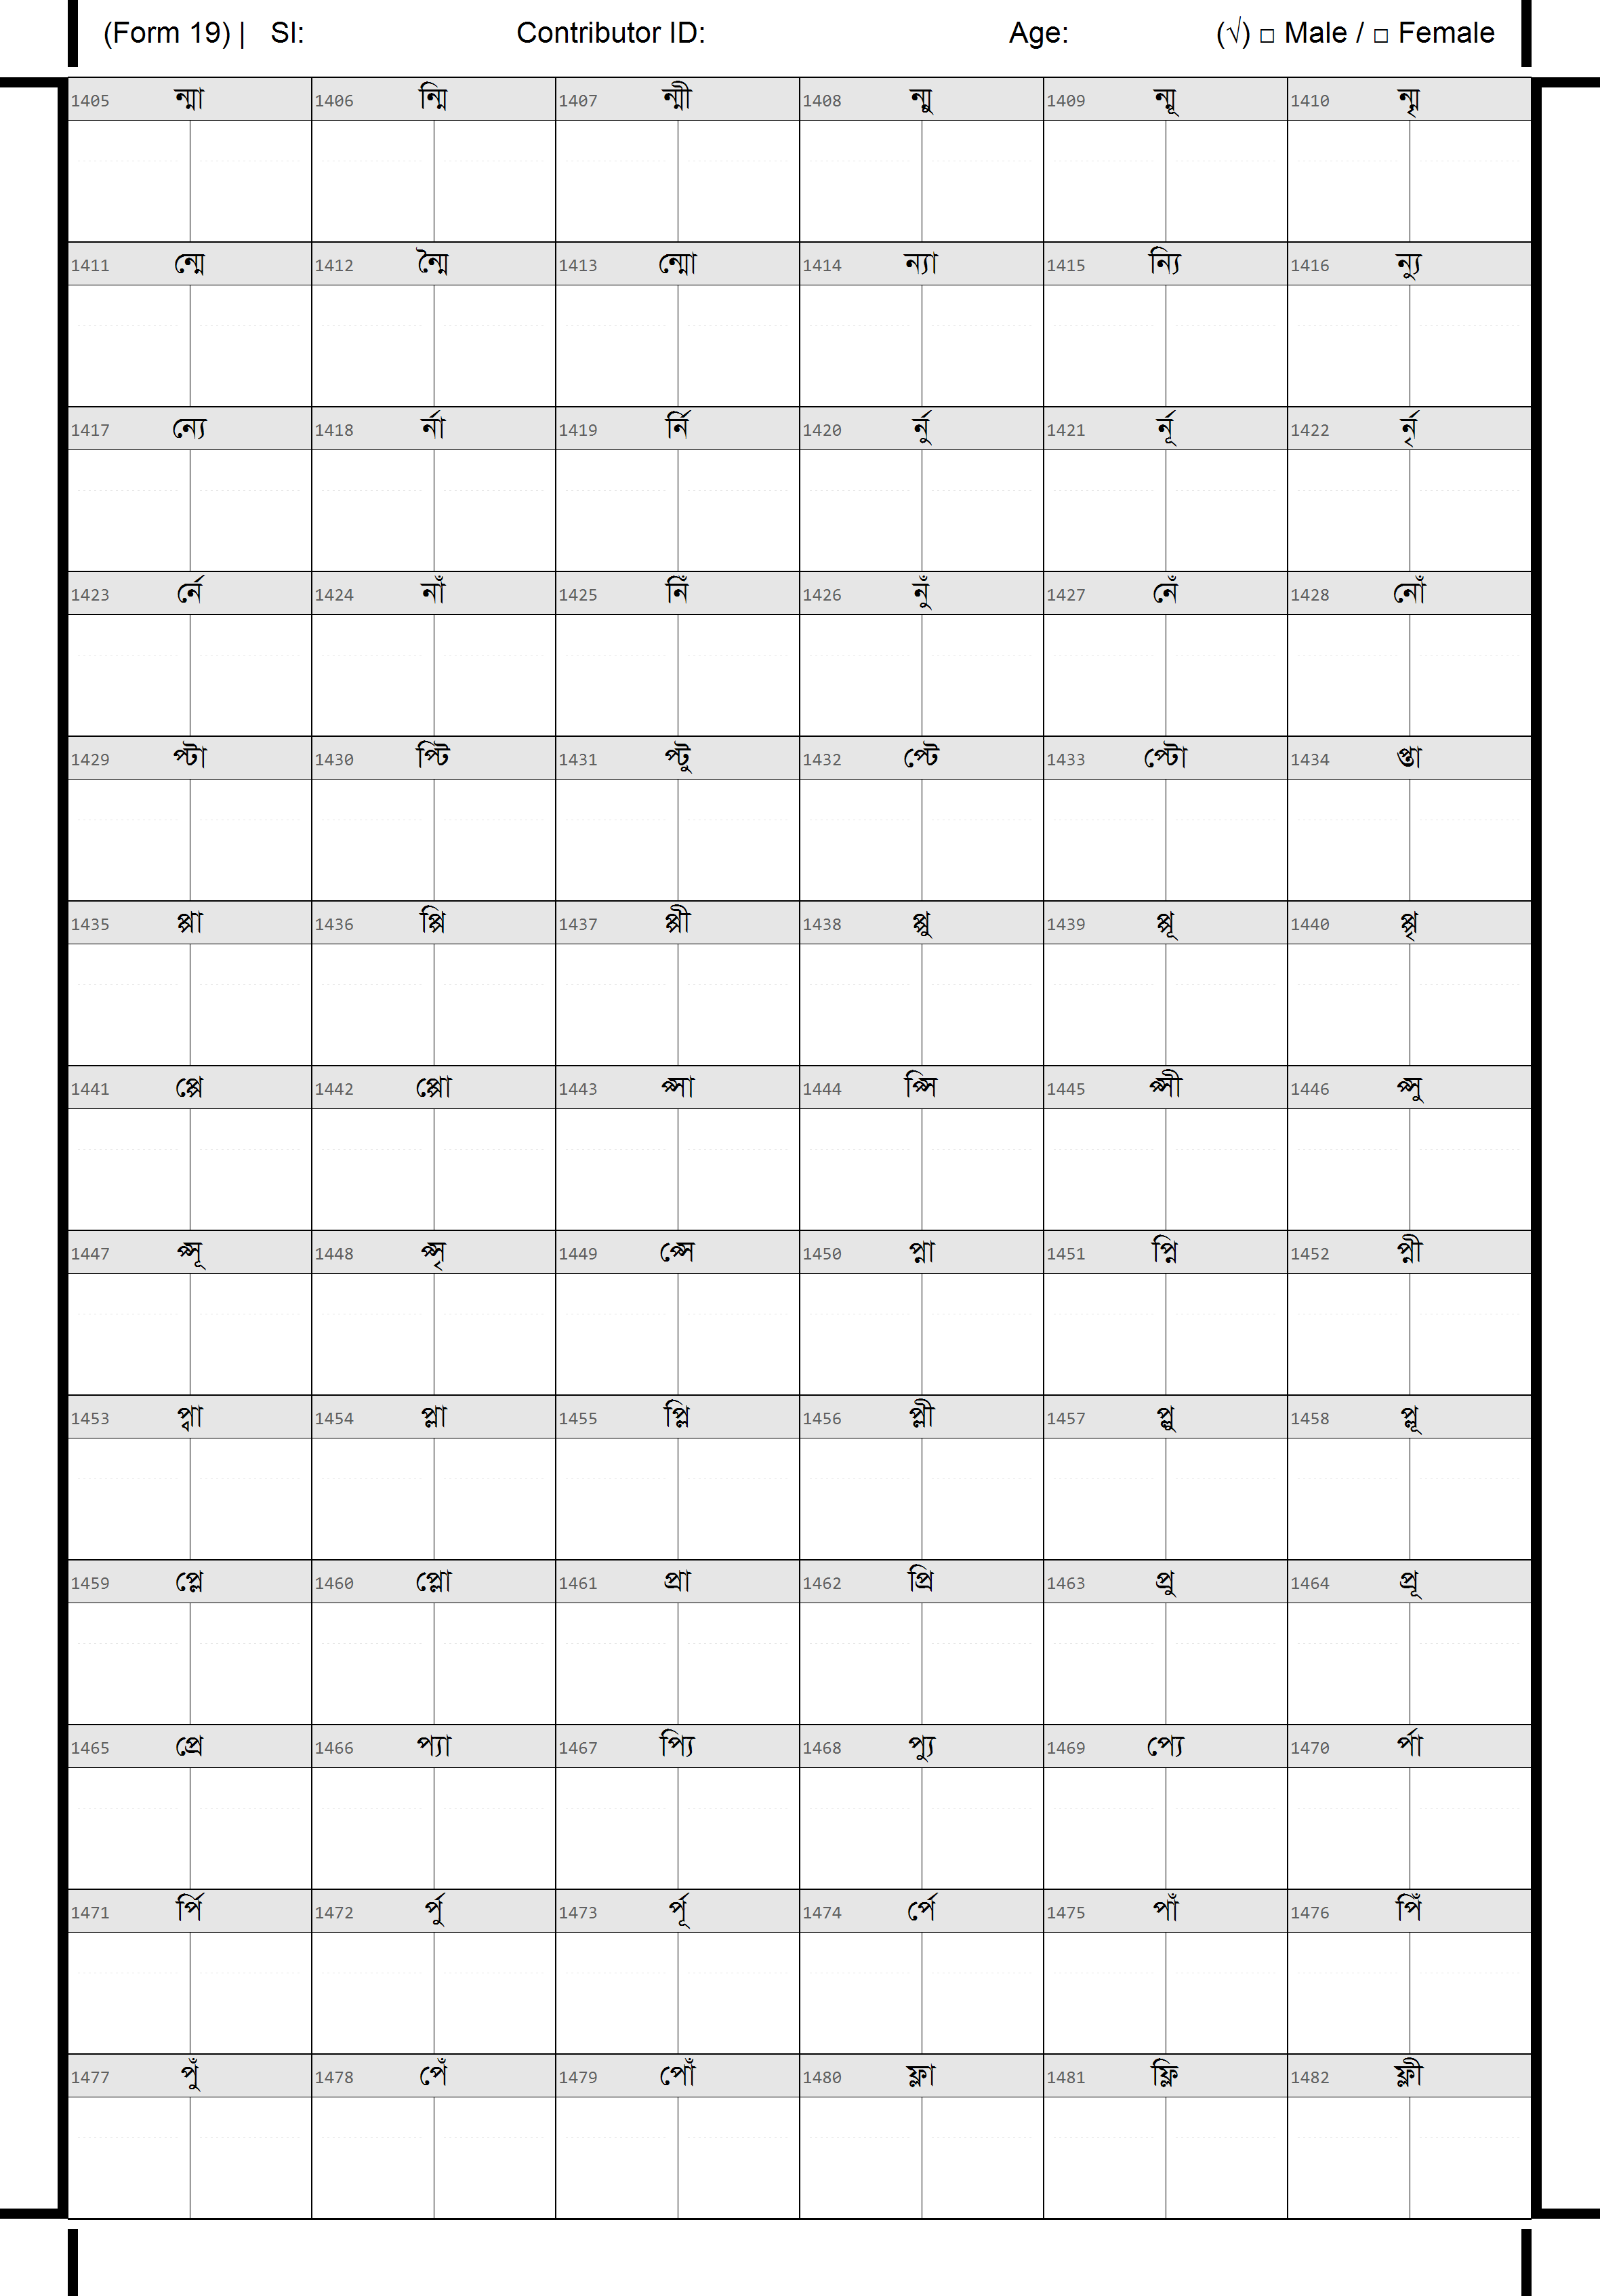 (Form 19) | Sl: Contributor ID: Age: (√) □ Male / □ Female
1405 ন্মা 1406 ন্মি 1407 ন্মী 1408 ন্মু 1409 ন্মূ 1410 ন্মৃ
1411 ন্মে 1412 ন্মৈ 1413 ন্মো 1414 ন্যা 1415 ন্যি 1416 ন্যু
1417 ন্যে 1418 র্না 1419 র্নি 1420 র্নু 1421 র্নূ 1422 র্নৃ
1423 র্নে 1424 নাঁ 1425 নিঁ 1426 নুঁ 1427 নেঁ 1428 নোঁ
1429 প্টা 1430 প্টি 1431 প্টু 1432 প্টে 1433 প্টো 1434 প্তা
1435 প্পা 1436 প্পি 1437 প্পী 1438 প্পু 1439 প্পূ 1440 প্পৃ
1441 প্পে 1442 প্পো 1443 প্সা 1444 প্সি 1445 প্সী 1446 প্সু
1447 প্সূ 1448 প্সৃ 1449 প্সে 1450 প্না 1451 প্নি 1452 প্নী
1453 প্বা 1454 প্লা 1455 প্লি 1456 প্লী 1457 প্লু 1458 প্লূ
1459 প্লে 1460 প্লো 1461 প্রা 1462 প্রি 1463 প্রু 1464 প্রূ
1465 প্রে 1466 প্যা 1467 প্যি 1468 প্যু 1469 প্যে 1470 র্পা
1471 র্পি 1472 র্পু 1473 র্পূ 1474 র্পে 1475 পাঁ 1476 পিঁ
1477 পুঁ 1478 পেঁ 1479 পোঁ 1480 ফ্লা 1481 ফ্লি 1482 ফ্লী